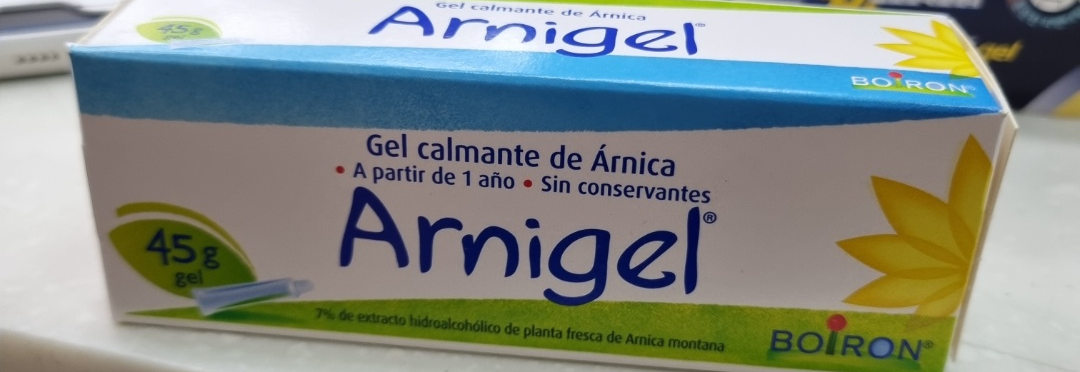 Gel calmante de Árnica
45g
Arnigel®
BOIRON®
Gel calmante de Árnica
• A partir de 1 año • Sin conservantes
Arnigel®
45 g
gel
7% de extracto hidroalcohólico de planta fresca de Arnica montana
BOIRON®